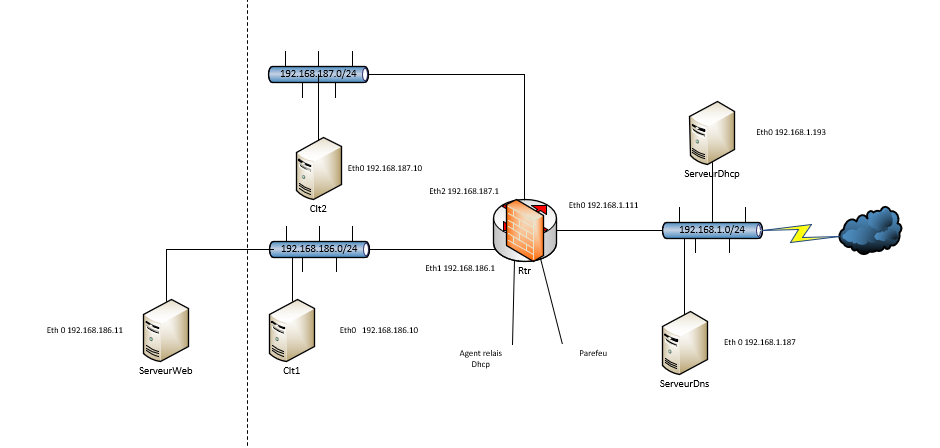 192.168.187.0/24
Eth0 192.168.1.193
ServeurDhcp
Eth0 192.168.187.10
Clt2
Eth2 192.168.187.1
Eth0 192.168.1.111
192.168.1.0/24
192.168.186.0/24
Eth1 192.168.186.1
Rtr
Eth 0 192.168.186.11
ServeurWeb
Eth0 192.168.186.10
Clt1
Agent relais
Dhcp
Parefeu
Eth 0 192.168.1.187
ServeurDns